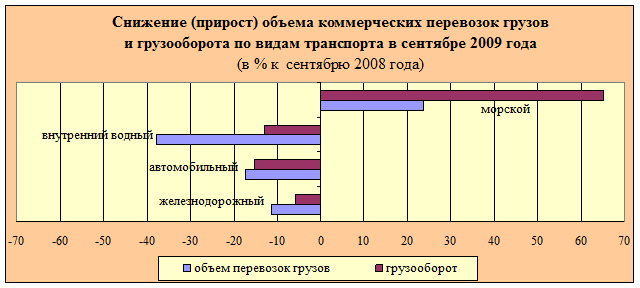 Снижение (прирост) объема коммерческих перевозок грузов
и грузооборота по видам транспорта в сентябре 2009 года
(в % к сентябрю 2008 года)
морской
внутренний водный
автомобильный
железнодорожный
-70 -60 -50 -40 -30 -20 -10 0 10 20 30 40 50 60 70
объем перевозок грузов грузооборот